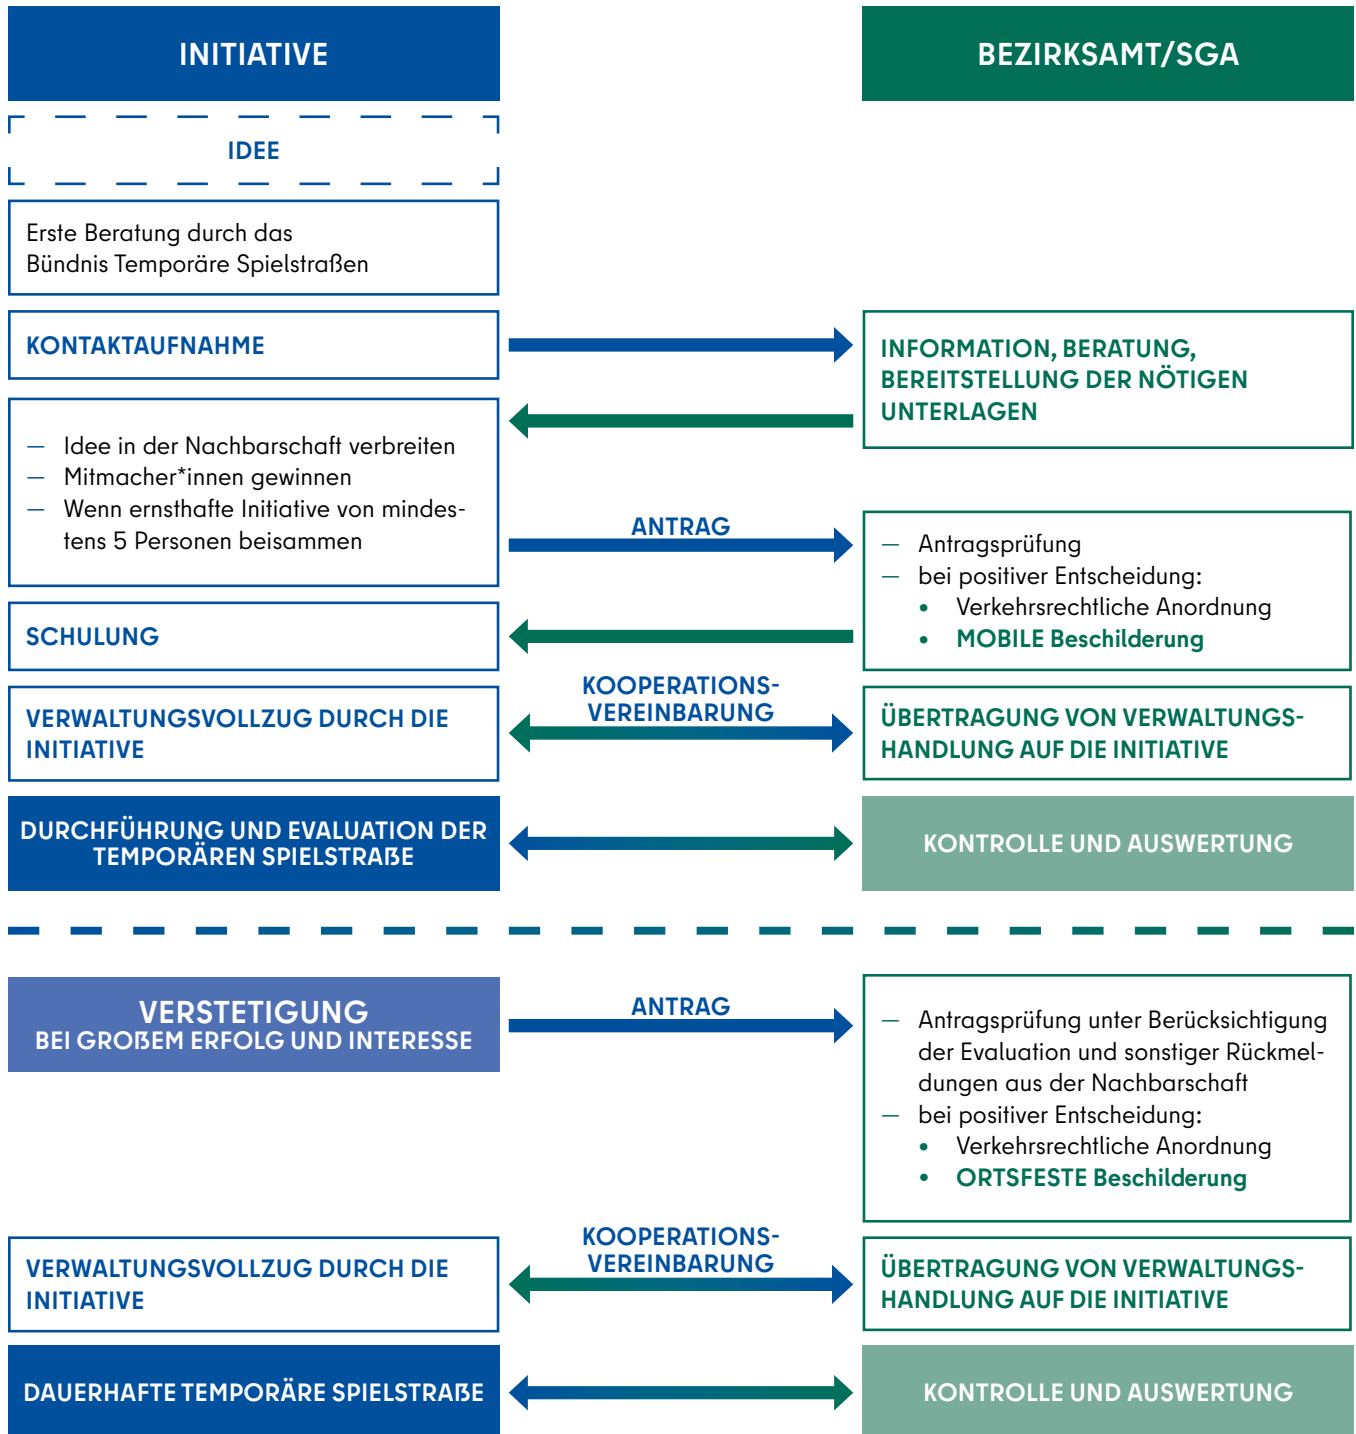 INITIATIVE
BEZIRKSAMT/SGA
IDEE
Erste Beratung durch das
Bündnis Temporäre Spielstraßen
KONTAKTAUFNAHME
INFORMATION, BERATUNG,
BEREITSTELLUNG DER NÖTIGEN
UNTERLAGEN
— Idee in der Nachbarschaft verbreiten
— Mitmacher*innen gewinnen
— Wenn ernsthafte Initiative von mindes-
tens 5 Personen beisammen
ANTRAG
— Antragsprüfung
— bei positiver Entscheidung:
• Verkehrsrechtliche Anordnung
• MOBILE Beschilderung
SCHULUNG
VERWALTUNGSVOLLZUG DURCH DIE
INITIATIVE
KOOPERATIONS-
VEREINBARUNG
ÜBERTRAGUNG VON VERWALTUNGS-
HANDLUNG AUF DIE INITIATIVE
DURCHFÜHRUNG UND EVALUATION DER
TEMPORÄREN SPIELSTRAßE
KONTROLLE UND AUSWERTUNG
VERSTETIGUNG
BEI GROßEM ERFOLG UND INTERESSE
ANTRAG
— Antragsprüfung unter Berücksichtigung
der Evaluation und sonstiger Rückmel-
dungen aus der Nachbarschaft
— bei positiver Entscheidung:
• Verkehrsrechtliche Anordnung
• ORTSFESTE Beschilderung
VERWALTUNGSVOLLZUG DURCH DIE
INITIATIVE
KOOPERATIONS-
VEREINBARUNG
ÜBERTRAGUNG VON VERWALTUNGS-
HANDLUNG AUF DIE INITIATIVE
DAUERHAFTE TEMPORÄRE SPIELSTRAßE
KONTROLLE UND AUSWERTUNG